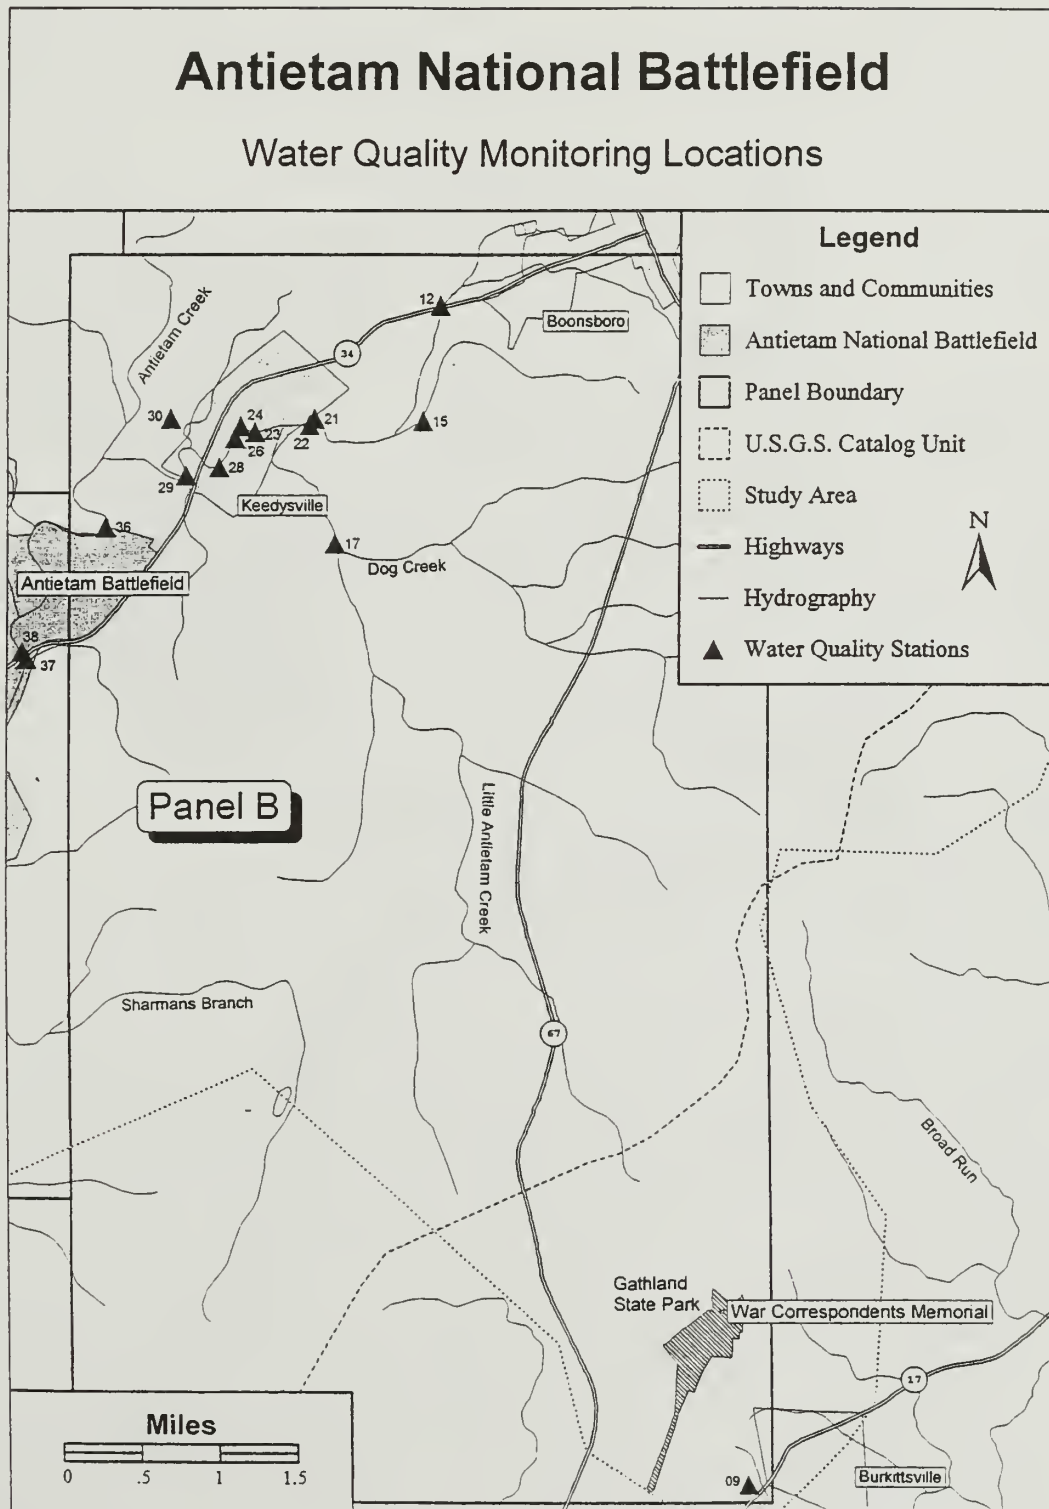 Antietam National Battlefield
Water Quality Monitoring Locations
Legend
Towns and Communities
Antietam National Battlefield
Panel Boundary
U.S.G.S. Catalog Unit
Study Area
Highways
Hydrography
Water Quality Stations
N
Antietam Creek
12
Boonsboro
34
30
24
21
15
23
22
26
28
29
Keedysville
36
17
Dog Creek
Antietam Battlefield
38
37
Panel B
Little Antietam Creek
Sharmans Branch
67
Broad Run
Gathland
State Park
War Correspondents Memorial
17
Miles
0 .5 1 1.5
09
Burkittsville